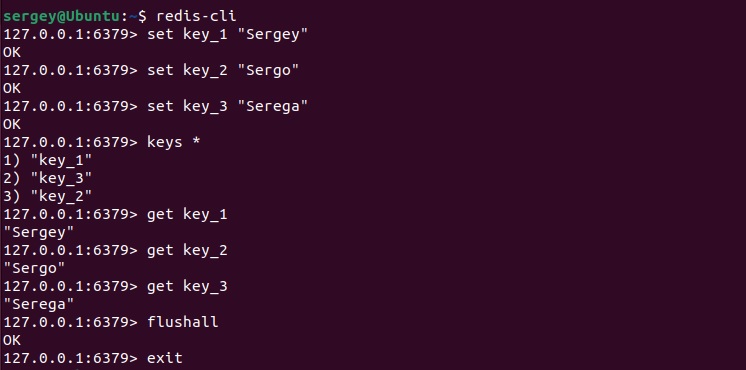 sergey@Ubuntu:~$ redis-cli
127.0.0.1:6379> set key_1 "Sergey"
OK
127.0.0.1:6379> set key_2 "Sergo"
OK
127.0.0.1:6379> set key_3 "Serega"
OK
127.0.0.1:6379> keys *
1) "key_1"
2) "key_3"
3) "key_2"
127.0.0.1:6379> get key_1
"Sergey"
127.0.0.1:6379> get key_2
"Sergo"
127.0.0.1:6379> get key_3
"Serega"
127.0.0.1:6379> flushall
OK
127.0.0.1:6379> exit